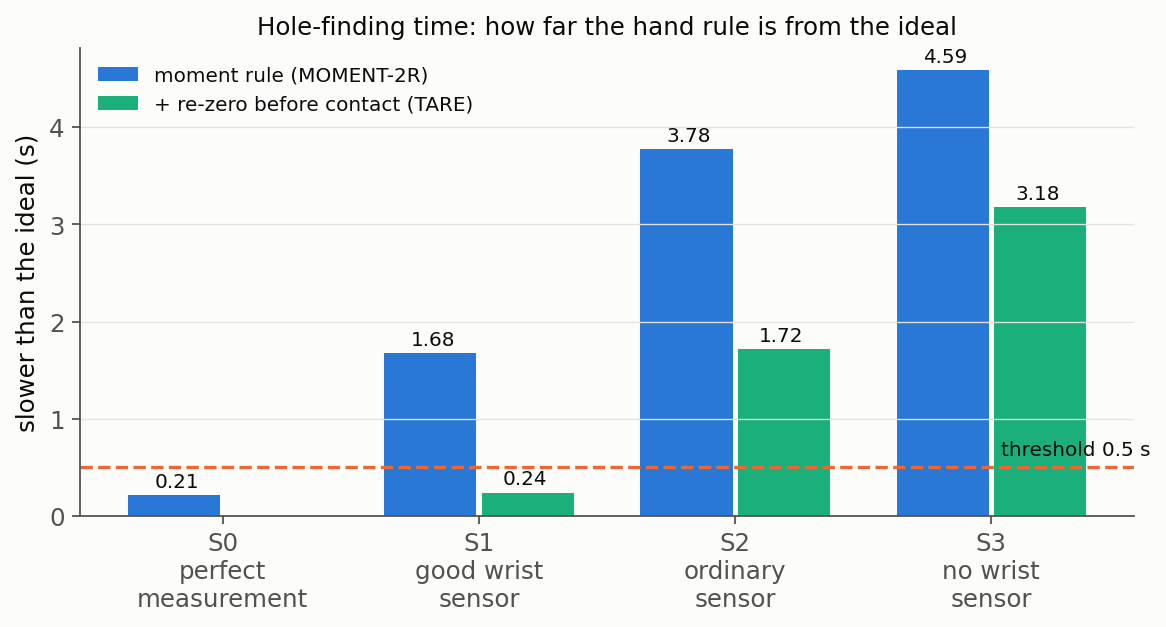 Hole-finding time: how far the hand rule is from the ideal
moment rule (MOMENT-2R)
+ re-zero before contact (TARE)
slower than the ideal (s)
4
3
2
1
0
0.21
1.68
0.24
3.78
1.72
4.59
3.18
threshold 0.5 s
S0
perfect
measurement
S1
good wrist
sensor
S2
ordinary
sensor
S3
no wrist
sensor